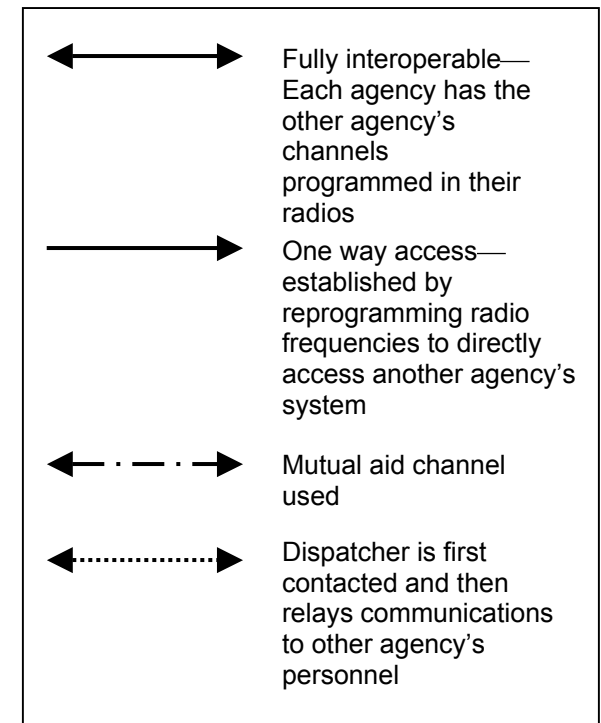 Fully interoperable—
Each agency has the
other agency’s
channels
programmed in their
radios
One way access—
established by
reprogramming radio
frequencies to directly
access another agency’s
system
Mutual aid channel
used
Dispatcher is first
contacted and then
relays communications
to other agency’s
personnel